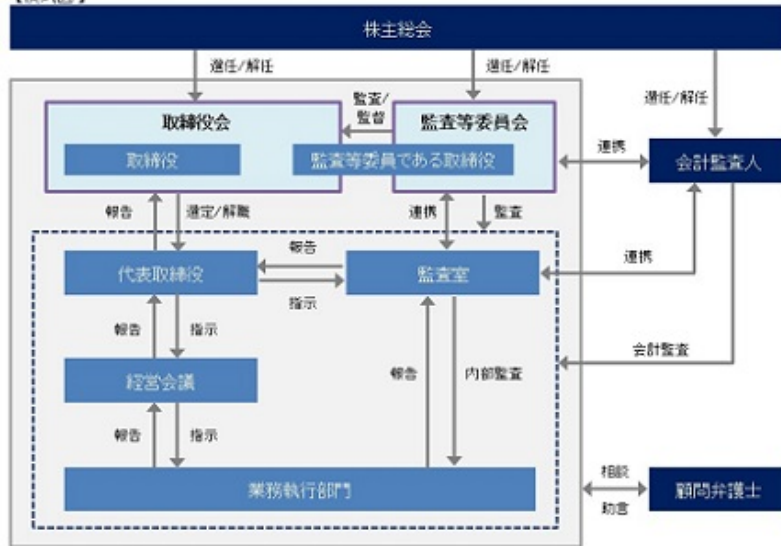 株主総会
選任/解任
選任/解任
選任/解任
取締役会
監査/
監督
監査等委員会
取締役
監査等委員である取締役
連携
会計監査人
報告
選定/解職
連携
監査
報告
代表取締役
監査室
指示
連携
報告
指示
会計監査
経営会議
報告
内部監査
報告
指示
業務執行部門
相談
助言
顧問弁護士